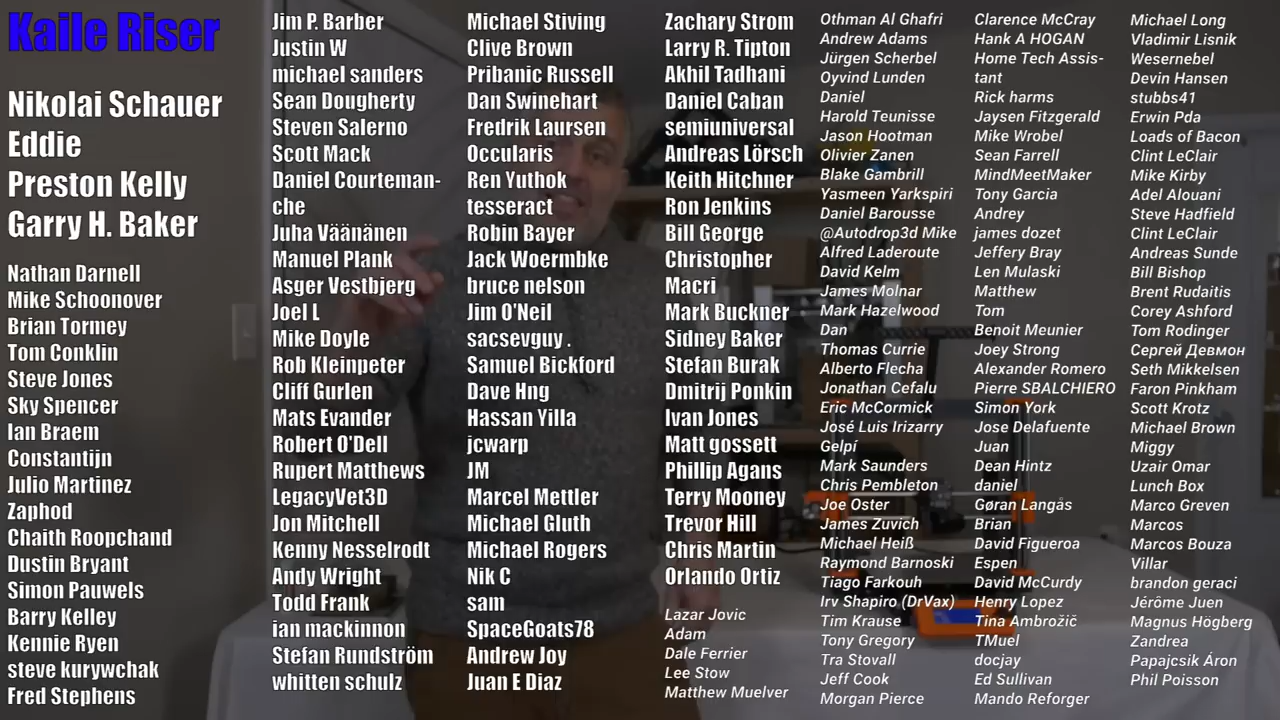 Kaile Riser
Nikolai Schauer
Eddie
Preston Kelly
Garry H. Baker
Nathan Darnell
Mike Schoonover
Brian Tormey
Tom Conklin
Steve Jones
Sky Spencer
Ian Braem
Constantijn
Julio Martinez
Zaphod
Chaith Roopchand
Dustin Bryant
Simon Pauwels
Barry Kelley
Kennie Ryen
steve kurywchak
Fred Stephens
Jim P. Barber
Justin W
michael sanders
Sean Dougherty
Steven Salerno
Scott Mack
Daniel Courteman-
che
Juha Väänänen
Manuel Plank
Asger Vestbjerg
Joel L
Mike Doyle
Rob Kleinpeter
Cliff Gurlen
Mats Evander
Robert O'Dell
Rupert Matthews
LegacyVet3D
Jon Mitchell
Kenny Nesselrodt
Andy Wright
Todd Frank
ian mackinnon
Stefan Rundström
whitten schulz
Michael Stiving
Clive Brown
Pribanic Russell
Dan Swinehart
Fredrik Laursen
Occularis
Ren Yuthok
tesseract
Robin Bayer
Jack Woermbke
bruce nelson
Jim O'Neil
sacsevguy .
Samuel Bickford
Dave Hng
Hassan Yilla
jcwarp
JM
Marcel Mettler
Michael Gluth
Michael Rogers
Nik C
sam
SpaceGoats78
Andrew Joy
Juan E Diaz
Zachary Strom
Larry R. Tipton
Akhil Tadhani
Daniel Caban
semiuniversal
Andreas Lörsch
Keith Hitchner
Ron Jenkins
Bill George
Christopher
Macri
Mark Buckner
Sidney Baker
Stefan Burak
Dmitrij Ponkin
Ivan Jones
Matt gossett
Phillip Agans
Terry Mooney
Trevor Hill
Chris Martin
Orlando Ortiz
Lazar Jovic
Adam
Dale Ferrier
Lee Stow
Matthew Muelver
Othman Al Ghafri
Andrew Adams
Jürgen Scherbel
Oyvind Lunden
Daniel
Harold Teunisse
Jason Hootman
Olivier Zanen
Blake Gambrill
Yasmeen Yarkspiri
Daniel Barousse
@Autodrop3d Mike
Alfred Laderoute
David Kelm
James Molnar
Mark Hazelwood
Dan
Thomas Currie
Alberto Flecha
Jonathan Cefalu
Eric McCormick
José Luis Irizarry
Gelpí
Mark Saunders
Chris Pembleton
Joe Oster
James Zuvich
Michael Heiß
Raymond Barnoski
Tiago Farkouh
Irv Shapiro (DrVax)
Tim Krause
Tony Gregory
Tra Stovall
Jeff Cook
Morgan Pierce
Clarence McCray
Hank A HOGAN
Home Tech Assis-
tant
Rick harms
Jaysen Fitzgerald
Mike Wrobel
Sean Farrell
MindMeetMaker
Tony Garcia
Andrey
james dozet
Jeffery Bray
Len Mulaski
Matthew
Tom
Benoit Meunier
Joey Strong
Alexander Romero
Pierre SBALCHIERO
Simon York
Jose Delafuente
Juan
Dean Hintz
daniel
Gøran Langås
Brian
David Figueroa
Espen
David McCurdy
Henry Lopez
Tina Ambrožič
TMuel
docjay
Ed Sullivan
Mando Reforger
Michael Long
Vladimir Lisnik
Wesernebel
Devin Hansen
stubbs41
Erwin Pda
Loads of Bacon
Clint LeClair
Mike Kirby
Adel Alouani
Steve Hadfield
Clint LeClair
Andreas Sunde
Bill Bishop
Brent Rudaitis
Corey Ashford
Tom Rodinger
Сергей Девмон
Seth Mikkelsen
Faron Pinkham
Scott Krotz
Michael Brown
Miggy
Uzair Omar
Lunch Box
Marco Greven
Marcos
Marcos Bouza
Villar
brandon geraci
Jérôme Juen
Magnus Högberg
Zandrea
Papajcsik Áron
Phil Poisson